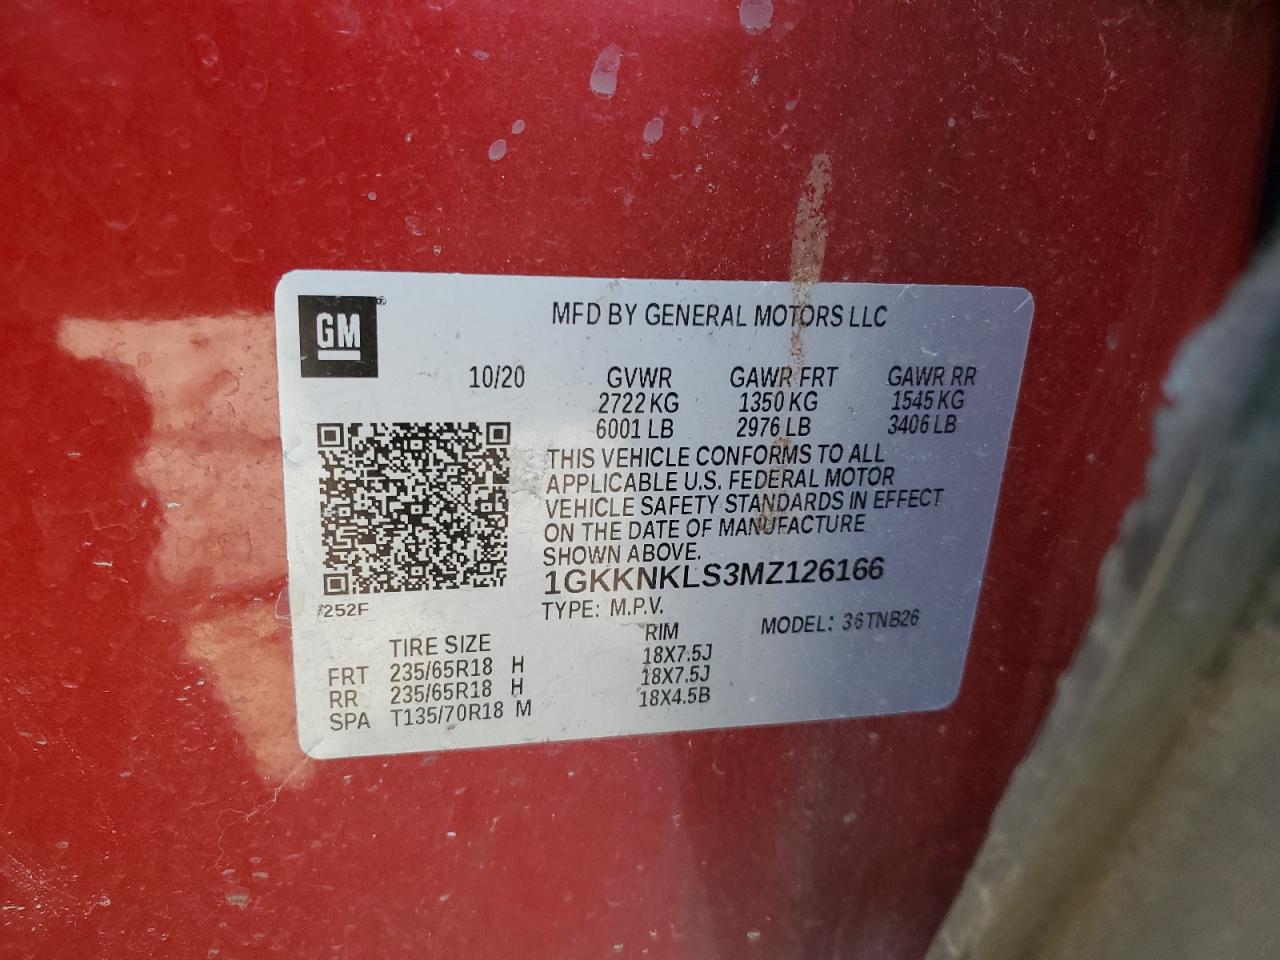 GM
MFD BY GENERAL MOTORS LLC
10/20 GVWR GAWR FRT GAWR RR
2722 KG 1350 KG 1545 KG
6001 LB 2976 LB 3406 LB
THIS VEHICLE CONFORMS TO ALL
APPLICABLE U.S. FEDERAL MOTOR
VEHICLE SAFETY STANDARDS IN EFFECT
ON THE DATE OF MANUFACTURE
SHOWN ABOVE.
1GKKNKLS3MZ126166
/252F
TYPE: M.P.V. MODEL: 36TNB26
TIRE SIZE RIM
FRT 235/65R18 H 18X7.5J
RR 235/65R18 H 18X7.5J
SPA T135/70R18 M 18X4.5B